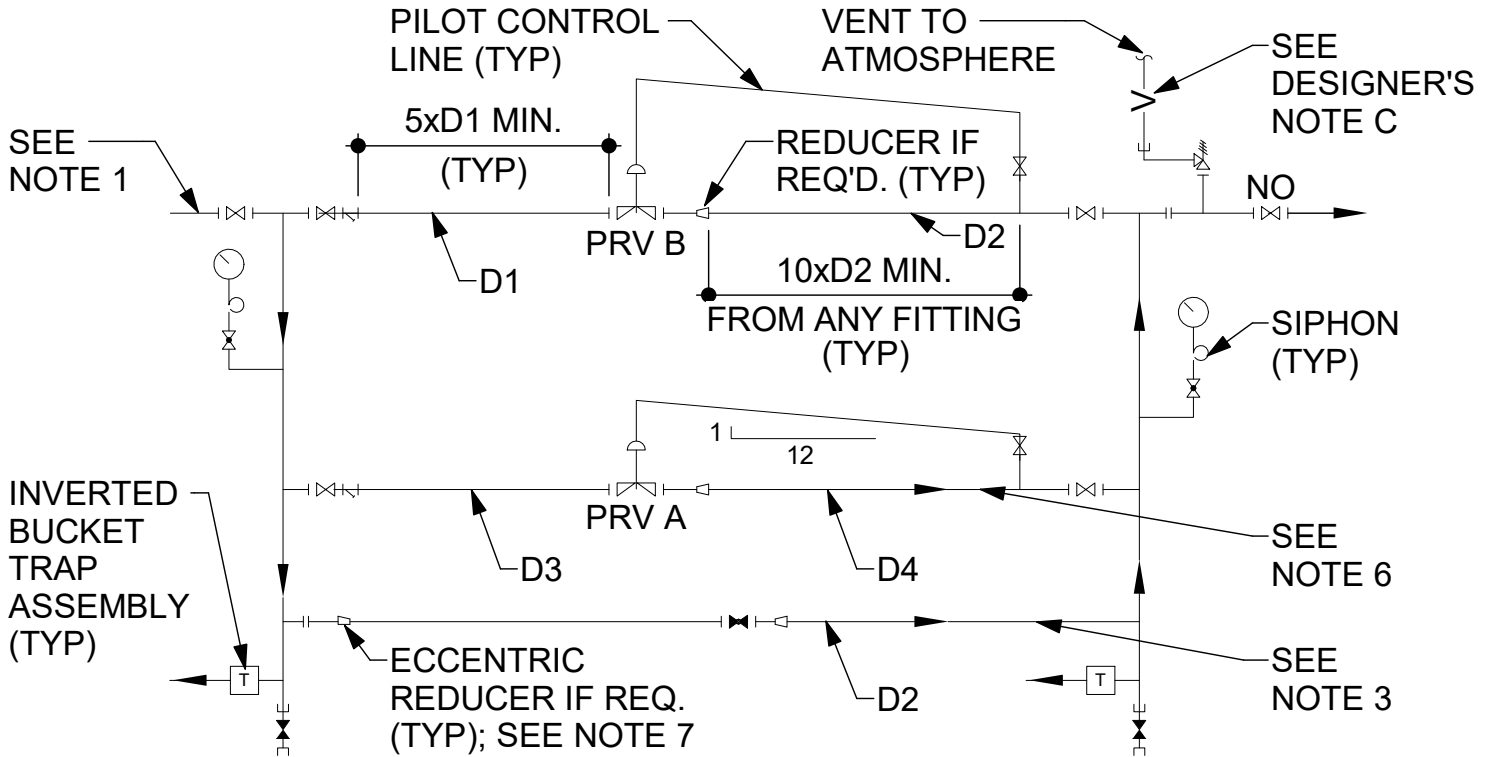 PILOT CONTROL
LINE (TYP)
VENT TO
ATMOSPHERE
SEE
DESIGNER'S
NOTE C
SEE
NOTE 1
5xD1 MIN.
(TYP)
REDUCER IF
REQ'D. (TYP)
NO
PRV B
D1
D2
10xD2 MIN.
FROM ANY FITTING
(TYP)
SIPHON
(TYP)
1
12
INVERTED
BUCKET
TRAP
ASSEMBLY
(TYP)
PRV A
D3
D4
SEE
NOTE 6
T
ECCENTRIC
REDUCER IF REQ.
(TYP); SEE NOTE 7
D2
T
SEE
NOTE 3